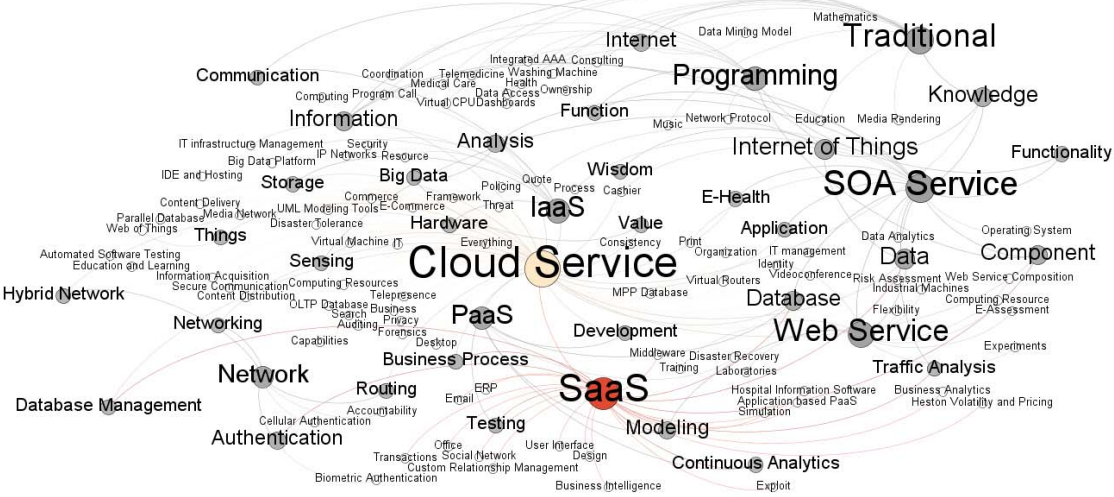 Mathematics
Data Mining Model
Traditional
Internet
Integrated AAA
Consulting
Communication
Coordination
Telemedicine
Washing Machine
Programming
Medical Care
Health
Ownership
Computing
Program Call
Data Access
Virtual CPU
Dashboards
Knowledge
Information
Function
Music
Network Protocol
Education
Media Rendering
IT infrastructure Management
Security
Analysis
Internet of Things
Functionality
Big Data Platform
IP Networks
Resource
IDE and Hosting
Storage
Big Data
Quote
Wisdom
SOA Service
Policing
Process
Cashier
Commerce
Framework
E-Health
Content Delivery
Media Network
UML Modeling Tools
E-Commerce
Threat
IaaS
Parallel Database
Disaster Tolerance
Hardware
Value
Application
Operating System
Web of Things
Things
Virtual Machine
IT
Everything
Consistency
Print
Data Analytics
Automated Software Testing
Organization
IT management
Component
Education and Learning
Sensing
Cloud Service
Identity
Data
Information Acquisition
Videoconference
Risk Assessment
Web Service Composition
Secure Communication
Computing Resources
Virtual Routers
Industrial Machines
Hybrid Network
Content Distribution
Telepresence
MPP Database
Database
Computing Resource
OLTP Database
Business
Flexibility
E-Assessment
Search
Privacy
PaaS
Networking
Auditing
Forensics
Development
Web Service
Capabilities
Desktop
Experiments
Business Process
Middleware
Disaster Recovery
Training
Laboratories
Traffic Analysis
Network
Routing
ERP
SaaS
Hospital Information Software
Business Analytics
Email
Application based PaaS
Heston Volatility and Pricing
Database Management
Accountability
Simulation
Cellular Authentication
Testing
Modeling
Authentication
Office
User Interface
Transactions
Social Network
Design
Continuous Analytics
Custom Relationship Management
Biometric Authentication
Business Intelligence
Exploit